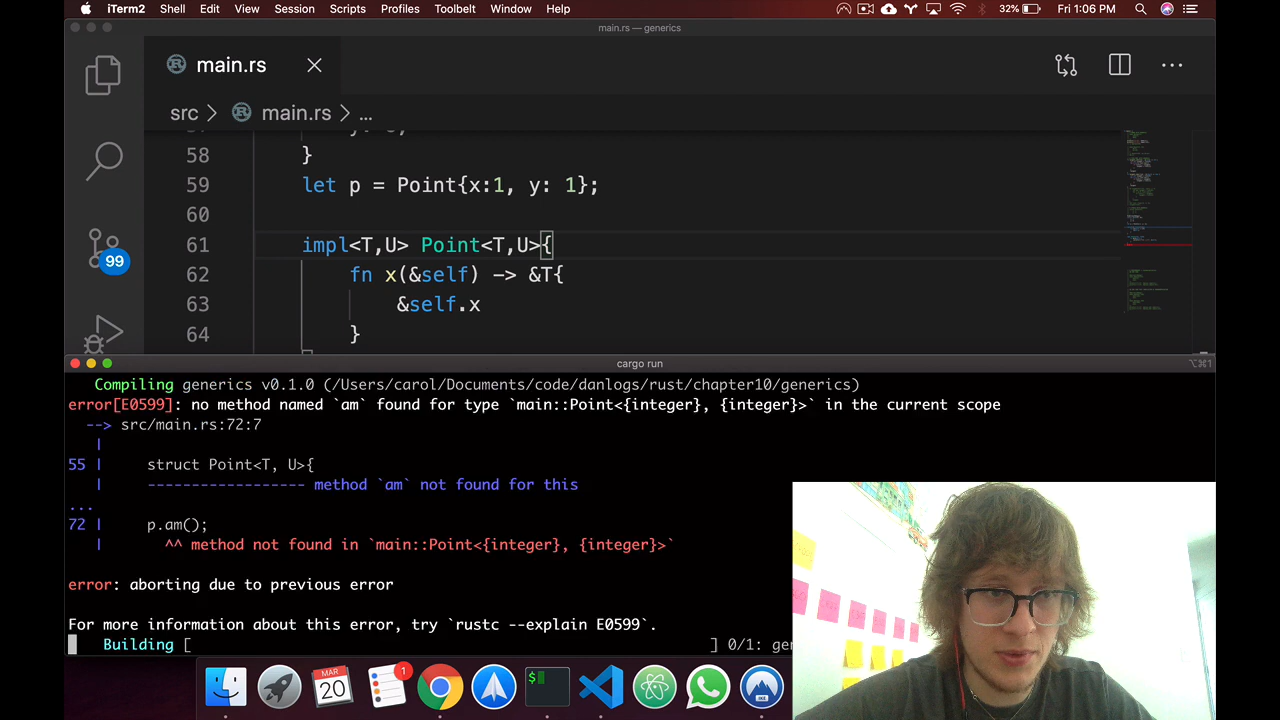 iTerm2 Shell Edit View Session Scripts Profiles Toolbelt Window Help 32% Fri 1:06 PM
main.rs — generics
main.rs
src > main.rs > ...
58 }
59 let p = Point{x:1, y: 1};
60
61 impl<T,U> Point<T,U>{
62 fn x(&self) -> &T{
63 &self.x
64 }
99
cargo run
⌥⌘1
Compiling generics v0.1.0 (/Users/carol/Documents/code/danlogs/rust/chapter10/generics)
error[E0599]: no method named `am` found for type `main::Point<{integer}, {integer}>` in the current scope
--> src/main.rs:72:7
|
55 | struct Point<T, U>{
| ------------------ method `am` not found for this
...
72 | p.am();
| ^^ method not found in `main::Point<{integer}, {integer}>`
error: aborting due to previous error
For more information about this error, try `rustc --explain E0599`.
Building [ ] 0/1:
MAR
20
1
$